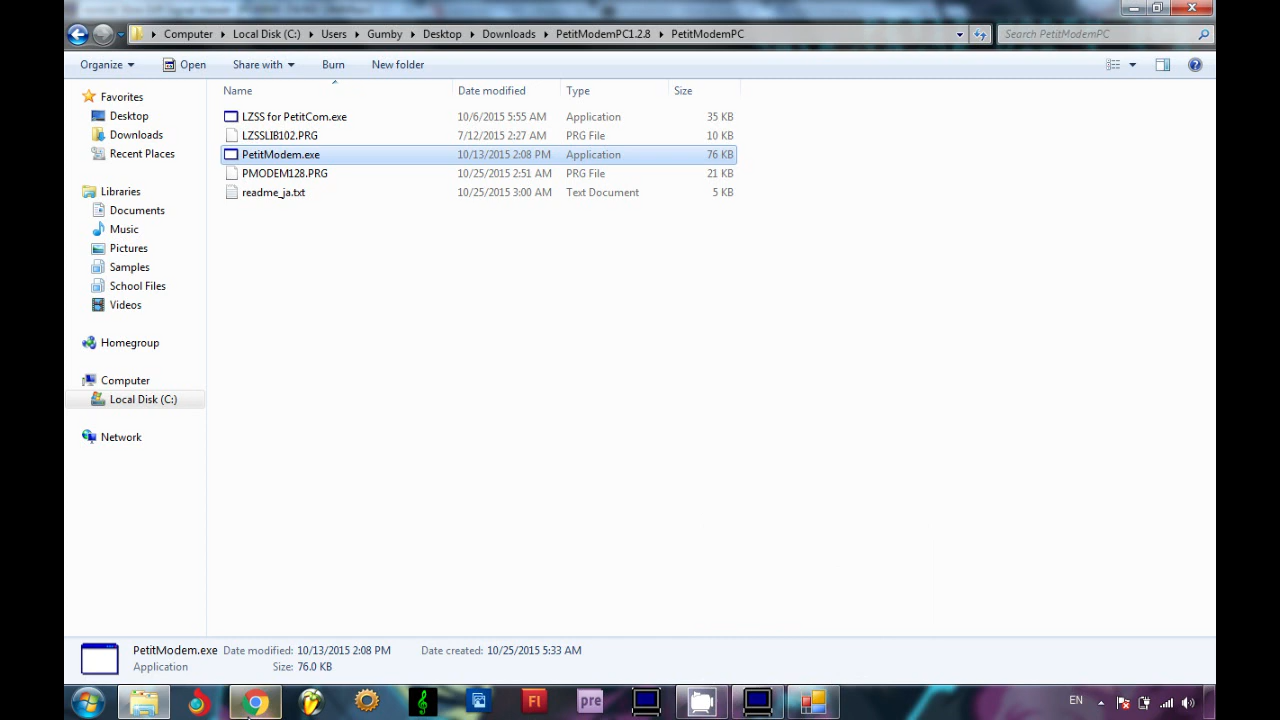 Computer Local Disk (C:) Users Gumby Desktop Downloads PetitModemPC1.2.8 PetitModemPC
Search PetitModemPC
Organize Open Share with Burn New folder
Name Date modified Type Size
Favorites
Desktop
Downloads
Recent Places
Libraries
Documents
Music
Pictures
Samples
School Files
Videos
Homegroup
Computer
Local Disk (C:)
Network
LZSS for PetitCom.exe 10/6/2015 5:55 AM Application 35 KB
LZSSLIB102.PRG 7/12/2015 2:27 AM PRG File 10 KB
PetitModem.exe 10/13/2015 2:08 PM Application 76 KB
PMODEM128.PRG 10/25/2015 2:51 AM PRG File 21 KB
readme_ja.txt 10/25/2015 3:00 AM Text Document 5 KB
PetitModem.exe Date modified: 10/13/2015 2:08 PM Date created: 10/25/2015 5:33 AM
Application Size: 76.0 KB
Fl pre EN